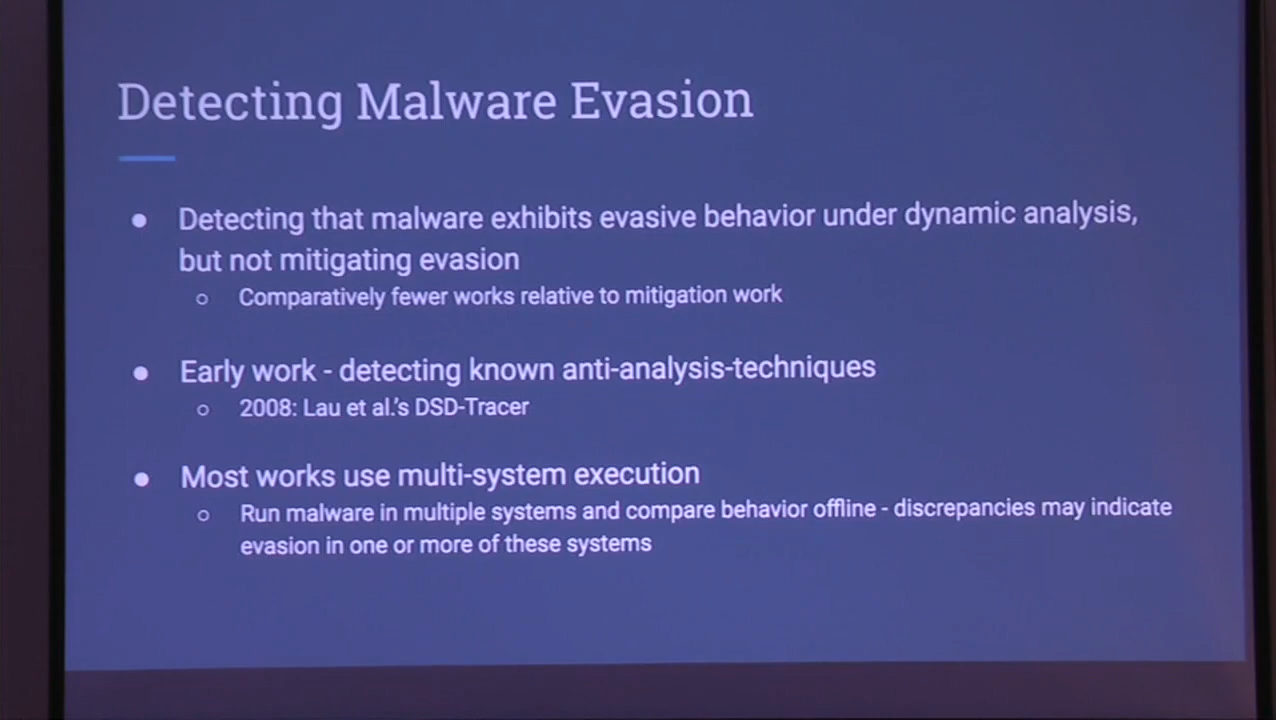 Detecting Malware Evasion
● Detecting that malware exhibits evasive behavior under dynamic analysis,
but not mitigating evasion
○ Comparatively fewer works relative to mitigation work
● Early work - detecting known anti-analysis-techniques
○ 2008: Lau et al.'s DSD-Tracer
● Most works use multi-system execution
○ Run malware in multiple systems and compare behavior offline - discrepancies may indicate
evasion in one or more of these systems